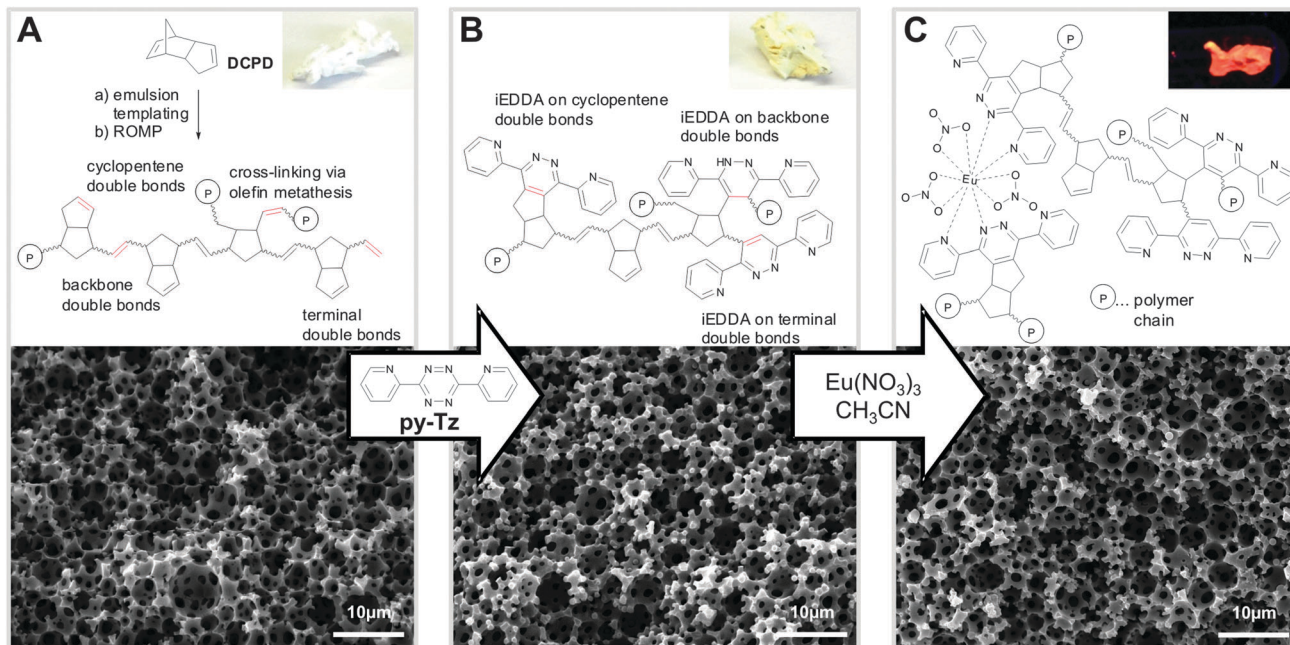 A
DCPD
a) emulsion
templating
b) ROMP
cyclopentene
double bonds
cross-linking via
olefin metathesis
P
P
P
backbone
double bonds
terminal
double bonds
10µm
py-Tz
N
N
N
N
N
N
B
iEDDA on cyclopentene
double bonds
iEDDA on backbone
double bonds
N
N
N
N
N
HN
N
N
P
P
N
N
N
N
iEDDA on terminal
double bonds
10µm
Eu(NO3)3
CH3CN
C
P
N
N
N
N
O
N
O
O
Eu
O
N
O
O
O
N
O
O
P
N
N
N
N
P
N
N
N
N
N
N
N
N
P
P
P ... polymer
chain
10µm